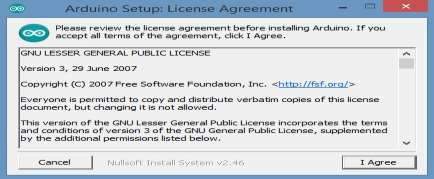 Arduino Setup: License Agreement
Please review the license agreement before installing Arduino. If you
accept all terms of the agreement, click I Agree.
GNU LESSER GENERAL PUBLIC LICENSE
Version 3, 29 June 2007
Copyright (C) 2007 Free Software Foundation, Inc. <http://fsf.org/>
Everyone is permitted to copy and distribute verbatim copies of this license
document, but changing it is not allowed.
This version of the GNU Lesser General Public License incorporates the terms
and conditions of version 3 of the GNU General Public License, supplemented
by the additional permissions listed below.
Cancel
Nullsoft Install System v2.46
I Agree